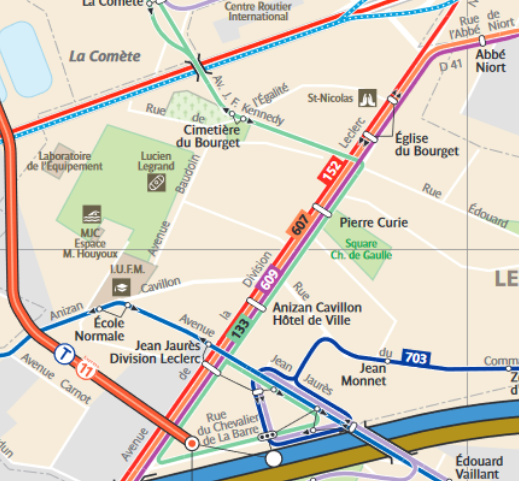 La Comète
Centre Routier
International
La Comète
Rue de
l'Abbé Niort
Abbé
Niort
D 41
Av. J. F. Kennedy
l'Égalité
Rue de
St-Nicolas
Leclerc
Cimetière
du Bourget
Église
du Bourget
Laboratoire
de l'Équipement
Lucien
Legrand
Baudoin
152
Rue
Édouard
MJC
Espace
M. Houyoux
Avenue
607
Pierre Curie
Square
Ch. de Gaulle
I.U.F.M.
Cavillon
Division
609
Rue
LE
Anizan
la
Anizan Cavillon
Hôtel de Ville
École
Normale
Avenue
133
Jean Jaurès
Division Leclerc
du
703
Comm
T
11
Avenue Carnot
de
Jean
Jaurès
Jean
Monnet
Z
d'
Rue
du Chevalier
de La Barre
Avenue
dun
Édouard
Vaillant